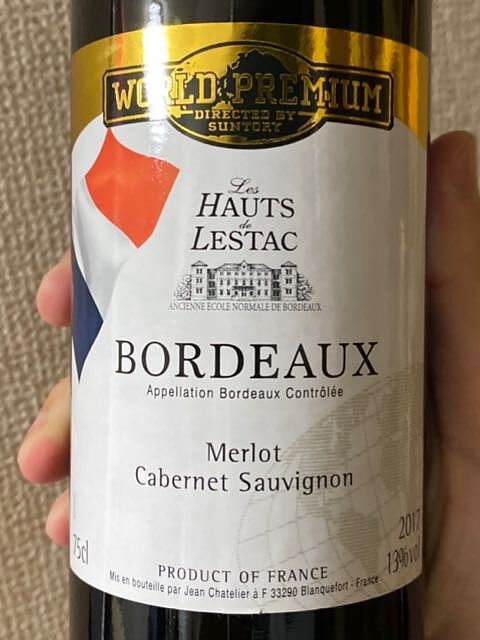 WORLD PREMIUM
DIRECTED BY
SUNTORY
Les
HAUTS
de
LESTAC
ANCIENNE ECOLE NORMALE DE BORDEAUX
BORDEAUX
Appellation Bordeaux Contrôlée
Merlot
Cabernet Sauvignon
2017
75cl
13%vol
PRODUCT OF FRANCE
Mis en bouteille par Jean Chatelier à F 33290 Blanquefort - France